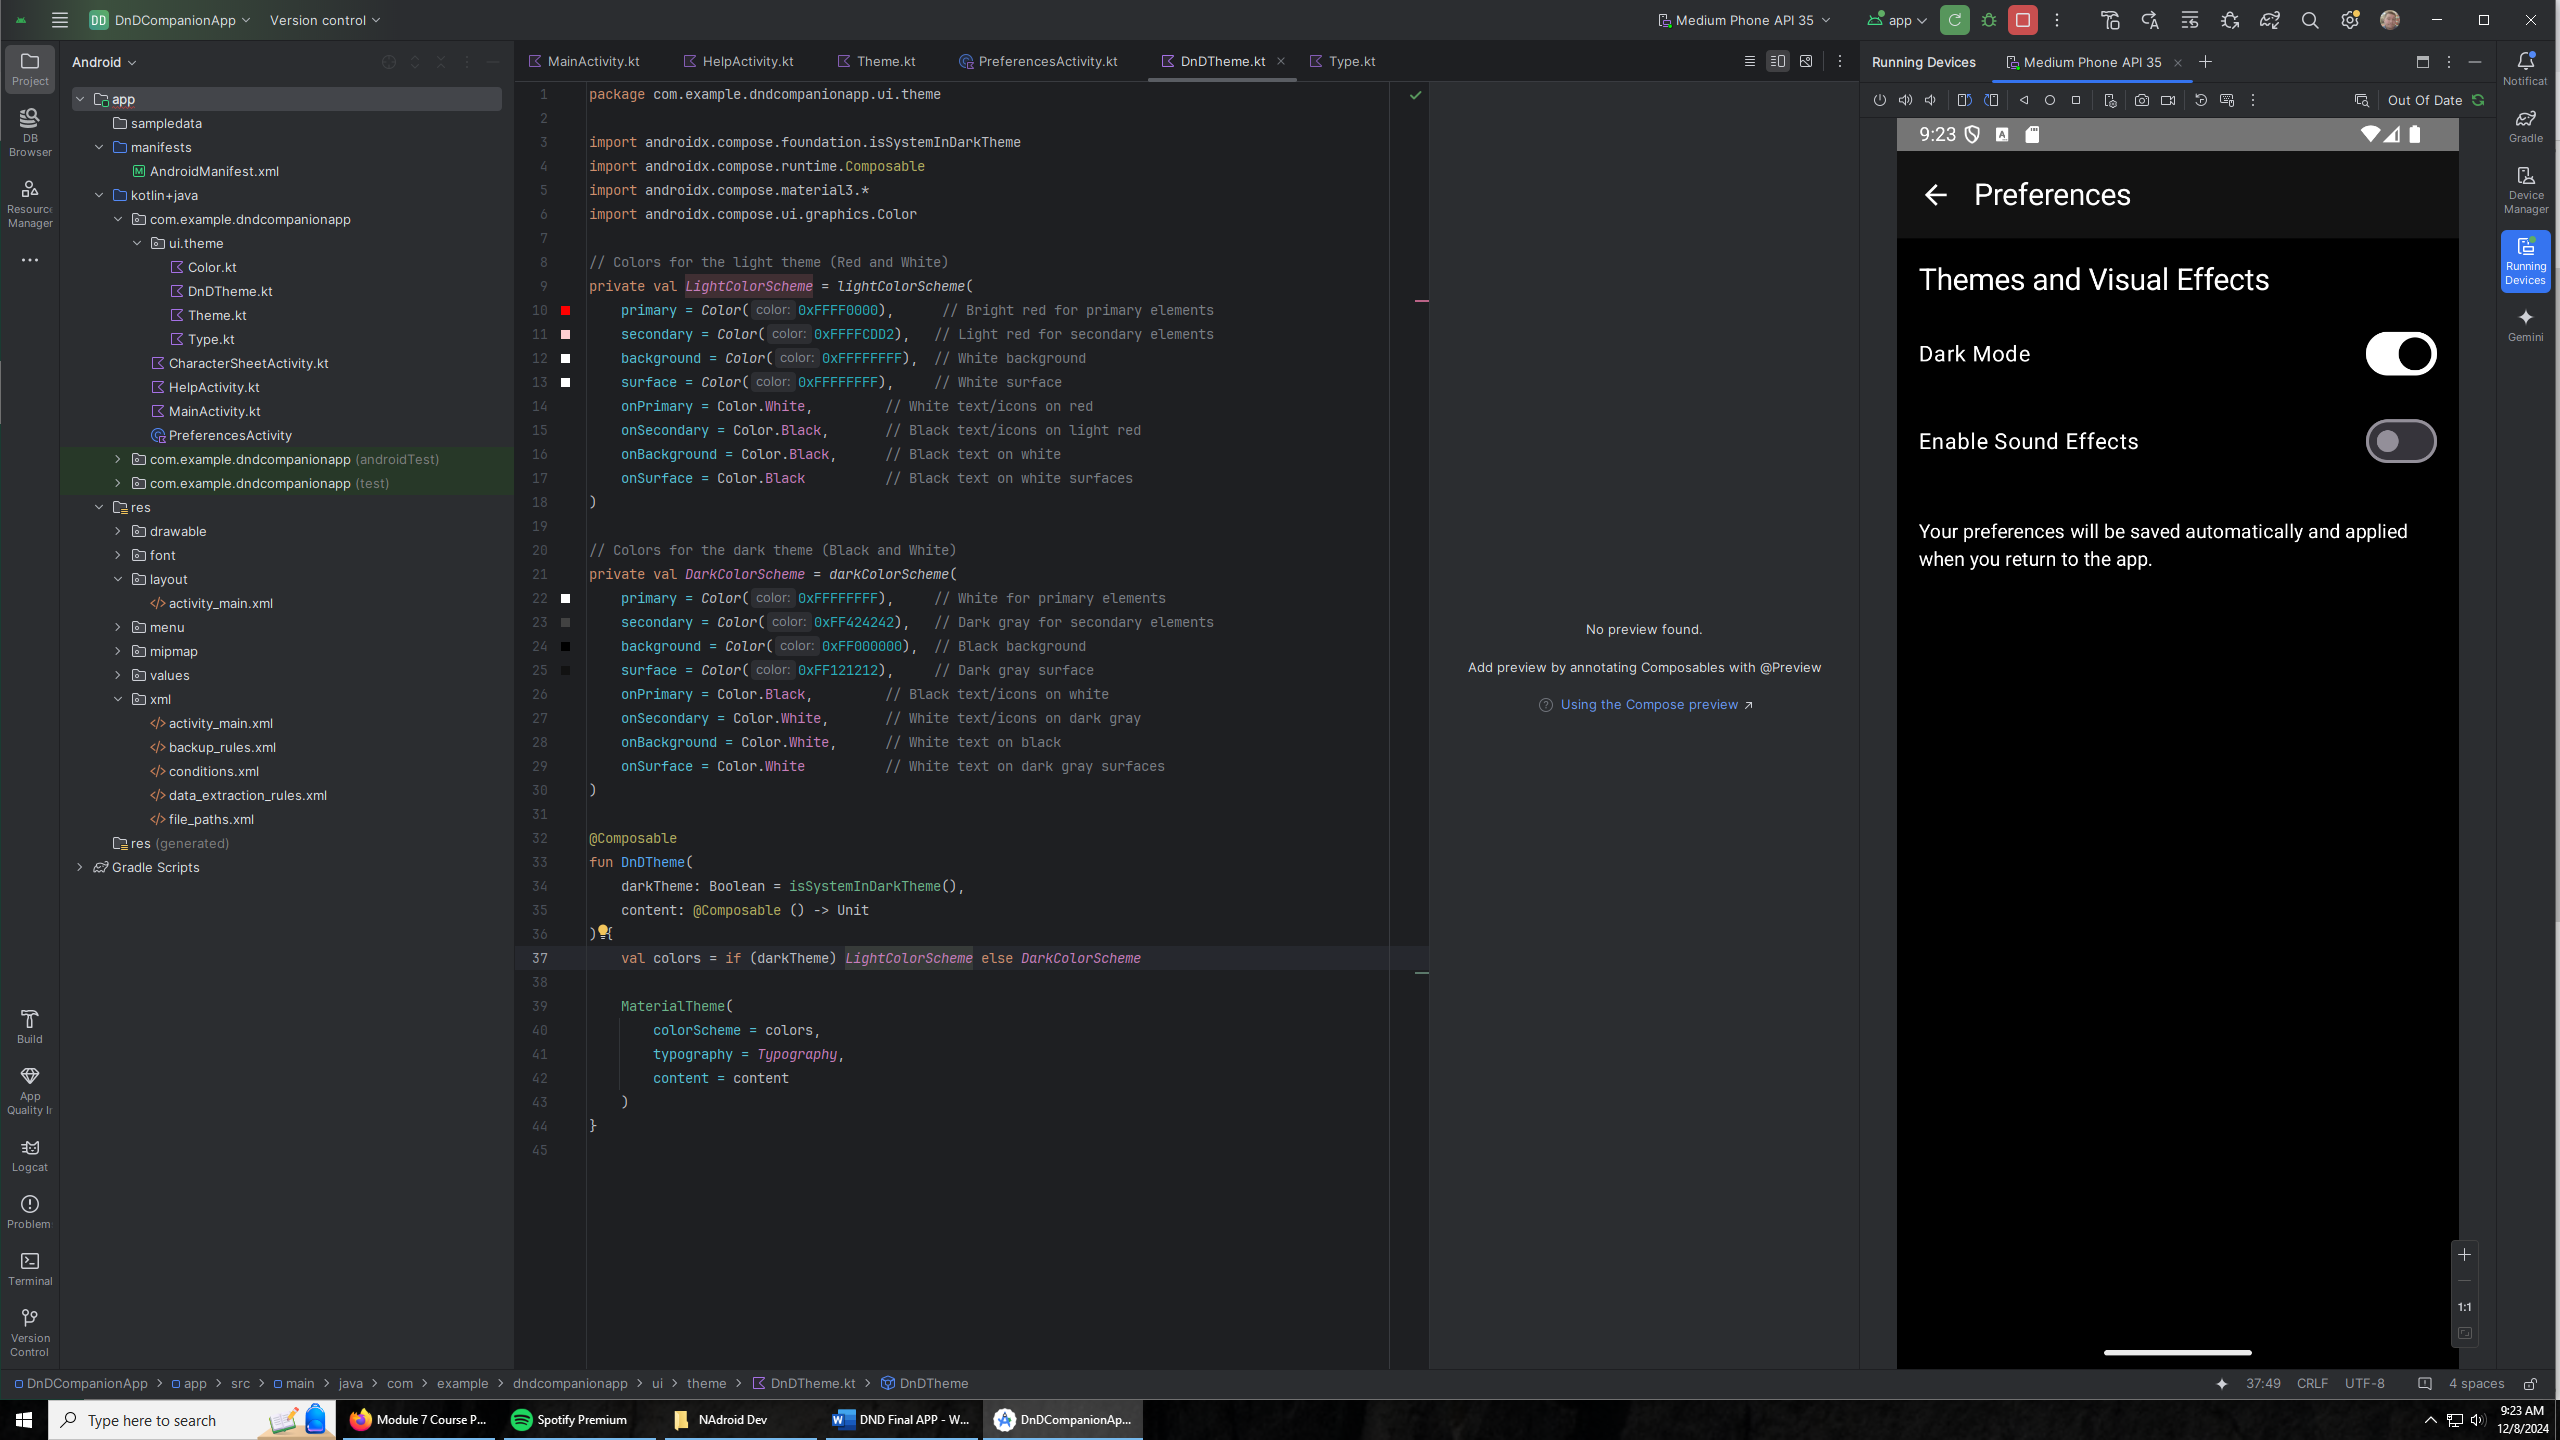 DD DnDCompanionApp Version control
Medium Phone API 35 app
Android
Project
DB Browser
Resourc Manager
app
sampledata
manifests
AndroidManifest.xml
kotlin+java
com.example.dndcompanionapp
ui.theme
Color.kt
DnDTheme.kt
Theme.kt
Type.kt
CharacterSheetActivity.kt
HelpActivity.kt
MainActivity.kt
PreferencesActivity
com.example.dndcompanionapp (androidTest)
com.example.dndcompanionapp (test)
res
drawable
font
layout
activity_main.xml
menu
mipmap
values
xml
activity_main.xml
backup_rules.xml
conditions.xml
data_extraction_rules.xml
file_paths.xml
res (generated)
Gradle Scripts
Build
App Quality In
Logcat
Problem
Terminal
Version Control
MainActivity.kt HelpActivity.kt Theme.kt PreferencesActivity.kt DnDTheme.kt Type.kt
1 package com.example.dndcompanionapp.ui.theme
2
3 import androidx.compose.foundation.isSystemInDarkTheme
4 import androidx.compose.runtime.Composable
5 import androidx.compose.material3.*
6 import androidx.compose.ui.graphics.Color
7
8 // Colors for the light theme (Red and White)
9 private val LightColorScheme = lightColorScheme(
10 primary = Color( color: 0xFFFF0000), // Bright red for primary elements
11 secondary = Color( color: 0xFFFFCDD2), // Light red for secondary elements
12 background = Color( color: 0xFFFFFFFF), // White background
13 surface = Color( color: 0xFFFFFFFF), // White surface
14 onPrimary = Color.White, // White text/icons on red
15 onSecondary = Color.Black, // Black text/icons on light red
16 onBackground = Color.Black, // Black text on white
17 onSurface = Color.Black // Black text on white surfaces
18 )
19
20 // Colors for the dark theme (Black and White)
21 private val DarkColorScheme = darkColorScheme(
22 primary = Color( color: 0xFFFFFFFF), // White for primary elements
23 secondary = Color( color: 0xFF424242), // Dark gray for secondary elements
24 background = Color( color: 0xFF000000), // Black background
25 surface = Color( color: 0xFF121212), // Dark gray surface
26 onPrimary = Color.Black, // Black text/icons on white
27 onSecondary = Color.White, // White text/icons on dark gray
28 onBackground = Color.White, // White text on black
29 onSurface = Color.White // White text on dark gray surfaces
30 )
31
32 @Composable
33 fun DnDTheme(
34 darkTheme: Boolean = isSystemInDarkTheme(),
35 content: @Composable () -> Unit
36 ) {
37 val colors = if (darkTheme) LightColorScheme else DarkColorScheme
38
39 MaterialTheme(
40 colorScheme = colors,
41 typography = Typography,
42 content = content
43 )
44 }
45
No preview found.
Add preview by annotating Composables with @Preview
Using the Compose preview ↗
Running Devices Medium Phone API 35
Out Of Date
9:23
Preferences
Themes and Visual Effects
Dark Mode
Enable Sound Effects
Your preferences will be saved automatically and applied
when you return to the app.
1:1
Notificat
Gradle
Device Manager
Running Devices
Gemini
DnDCompanionApp > app > src > main > java > com > example > dndcompanionapp > ui > theme > DnDTheme.kt > DnDTheme
37:49 CRLF UTF-8 4 spaces
Type here to search
Module 7 Course P...
Spotify Premium
NAdroid Dev
DND Final APP - W...
DnDCompanionAp...
9:23 AM
12/8/2024